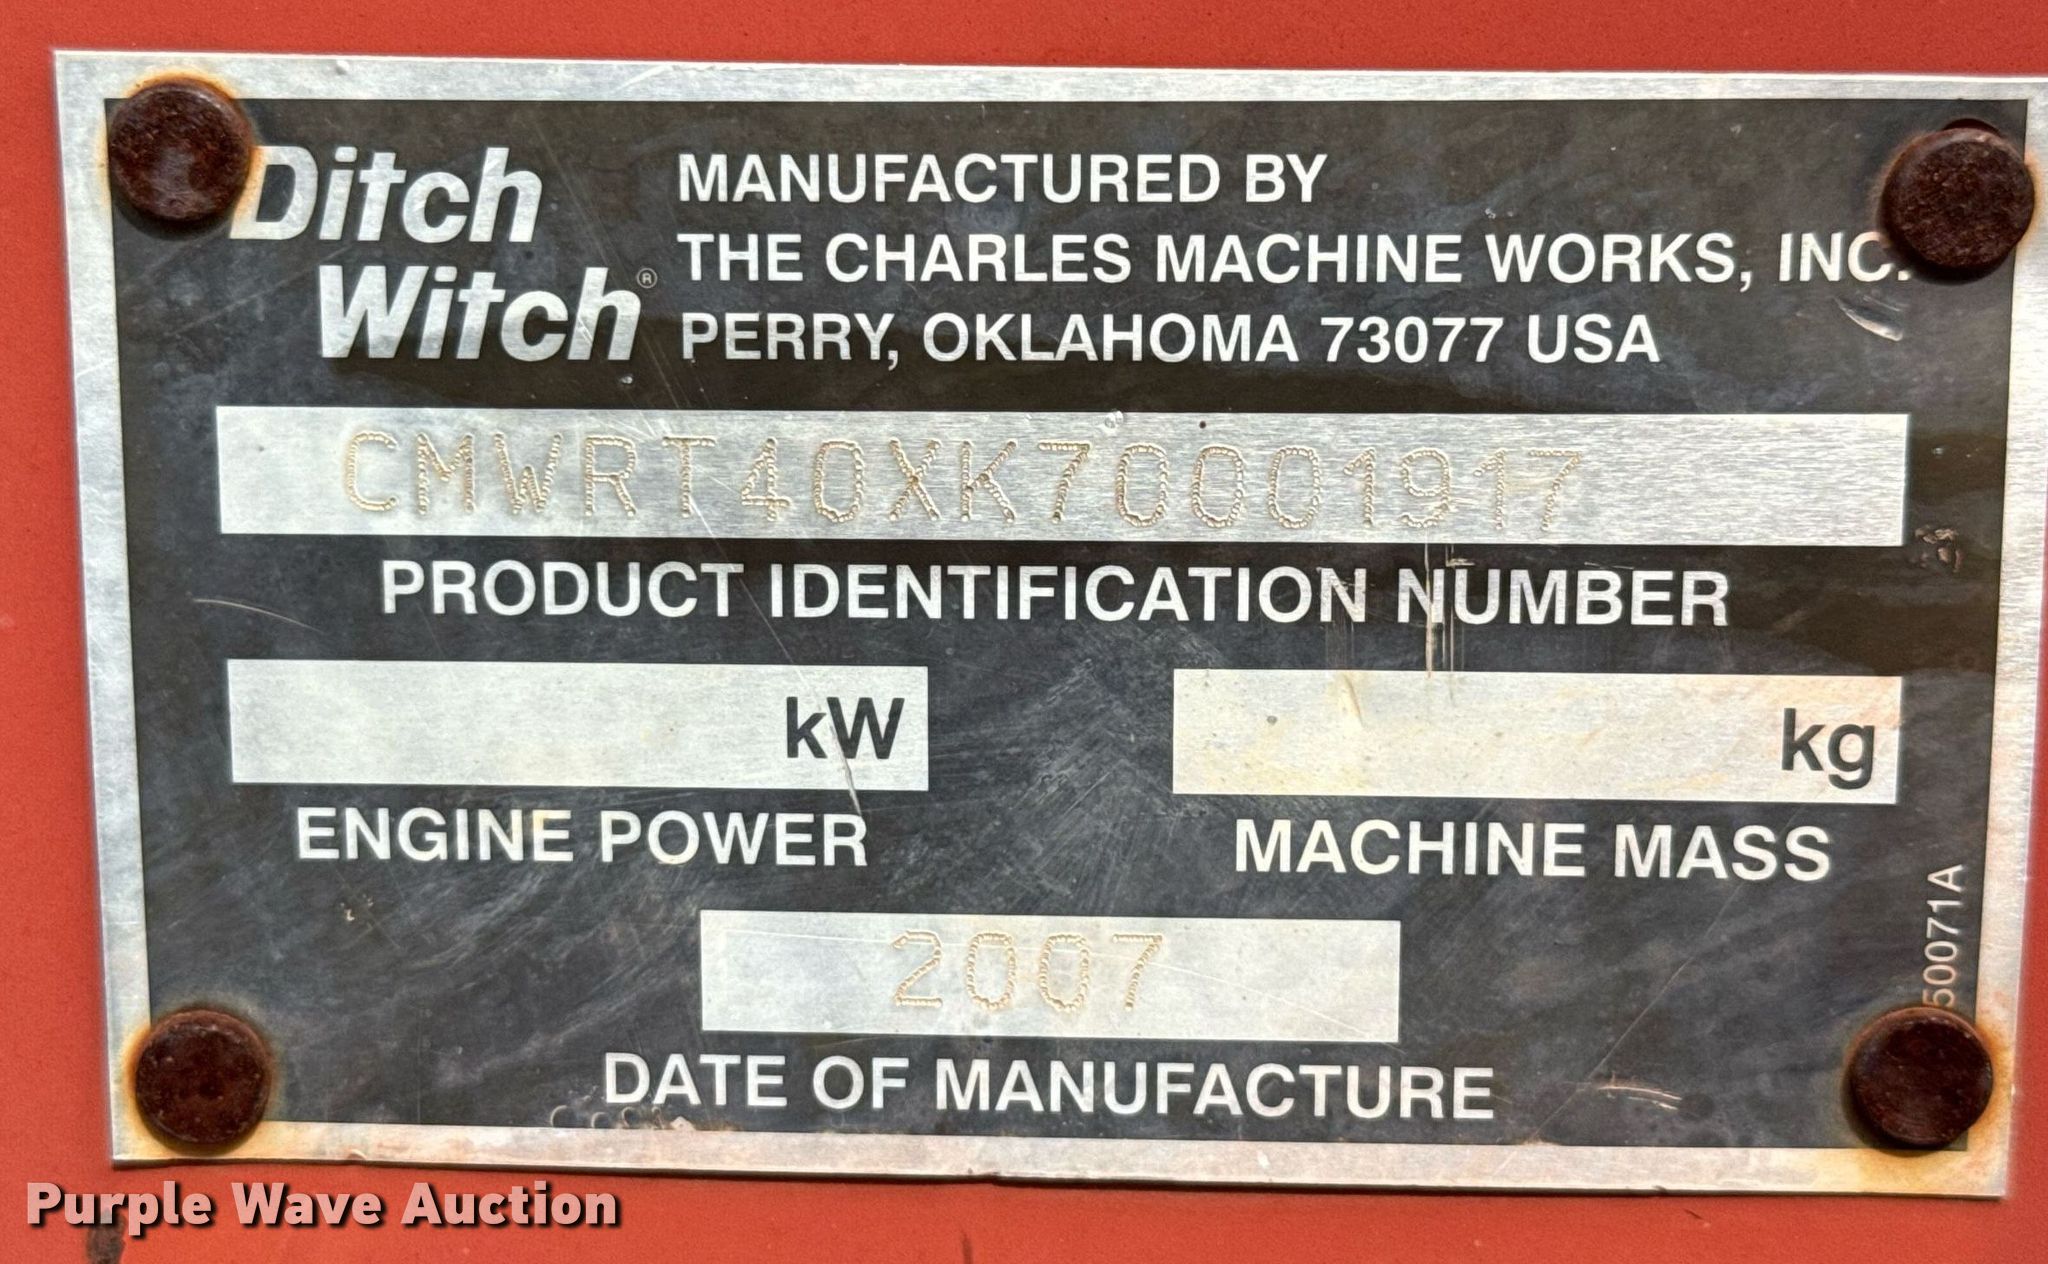 Ditch
Witch®
MANUFACTURED BY
THE CHARLES MACHINE WORKS, INC.
PERRY, OKLAHOMA 73077 USA
CMWRT40XK70001917
PRODUCT IDENTIFICATION NUMBER
kW
kg
ENGINE POWER
MACHINE MASS
2007
DATE OF MANUFACTURE
50071A
Purple Wave Auction